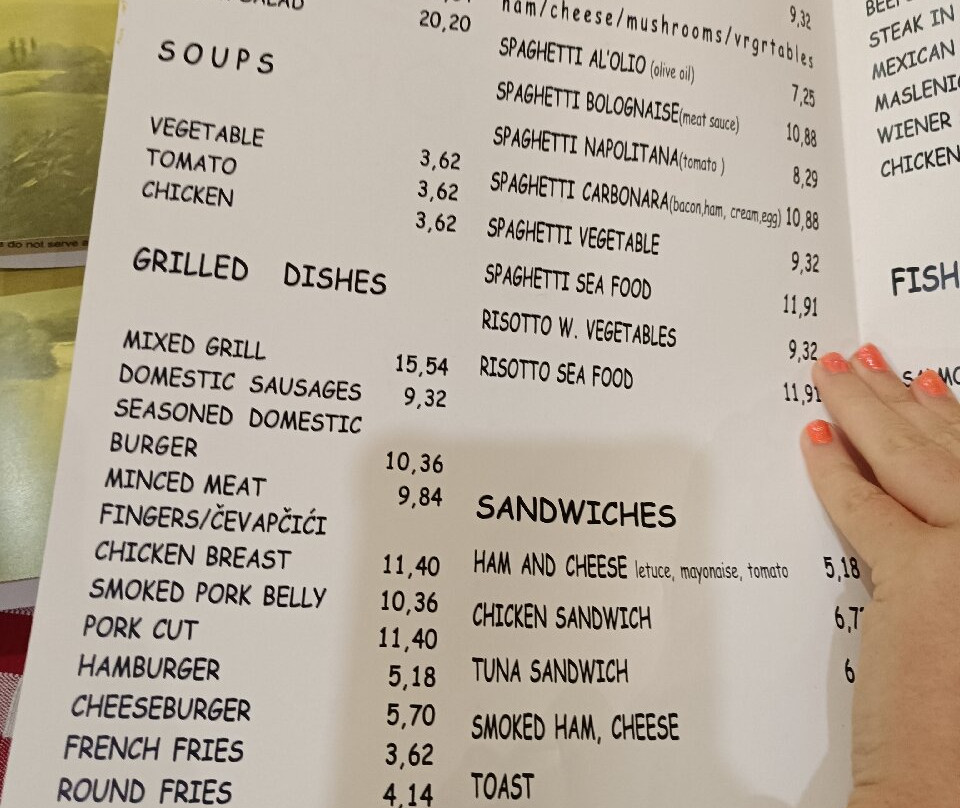 20,20
SOUPS
VEGETABLE 3,62
TOMATO 3,62
CHICKEN 3,62
GRILLED DISHES
MIXED GRILL 15,54
DOMESTIC SAUSAGES 9,32
SEASONED DOMESTIC
BURGER 10,36
MINCED MEAT 9,84
FINGERS/ČEVAPČIĆI
CHICKEN BREAST 11,40
SMOKED PORK BELLY 10,36
PORK CUT 11,40
HAMBURGER 5,18
CHEESEBURGER 5,70
FRENCH FRIES 3,62
ROUND FRIES 4,14
9,32
ham/cheese/mushrooms/vrgrtables
SPAGHETTI AL'OLIO (olive oil) 7,25
SPAGHETTI BOLOGNAISE(meat sauce) 10,88
SPAGHETTI NAPOLITANA(tomato ) 8,29
SPAGHETTI CARBONARA(bacon,ham, cream,egg) 10,88
SPAGHETTI VEGETABLE 9,32
SPAGHETTI SEA FOOD 11,91
RISOTTO W. VEGETABLES 9,32
RISOTTO SEA FOOD 11,91
SANDWICHES
HAM AND CHEESE letuce, mayonaise, tomato 5,18
CHICKEN SANDWICH
TUNA SANDWICH
SMOKED HAM, CHEESE
TOAST
STEAK IN
MEXICAN
WIENER
CHICKEN
FISH
do not serve